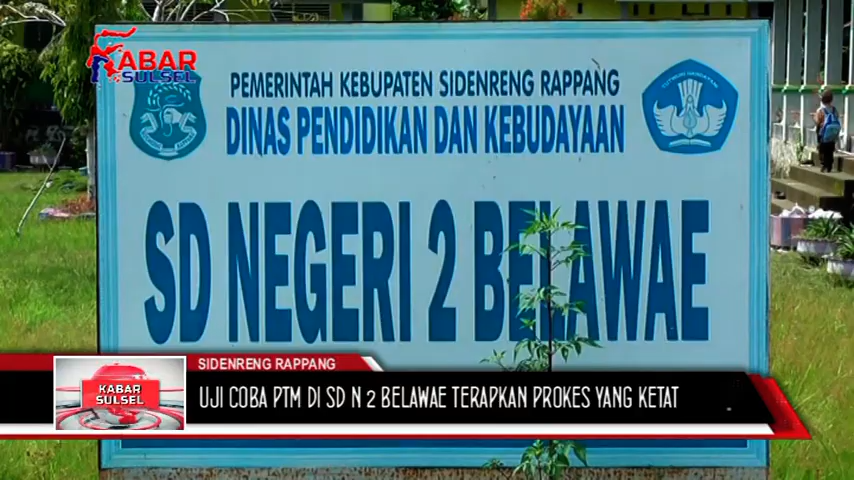 KABAR
SULSEL
PEMERINTAH KEBUPATEN SIDENRENG RAPPANG
DINAS PENDIDIKAN DAN KEBUDAYAAN
SD NEGERI 2 BELAWAE
SIDENRENG RAPPANG
KABAR
SULSEL
UJI COBA PTM DI SD N 2 BELAWAE TERAPKAN PROKES YANG KETAT